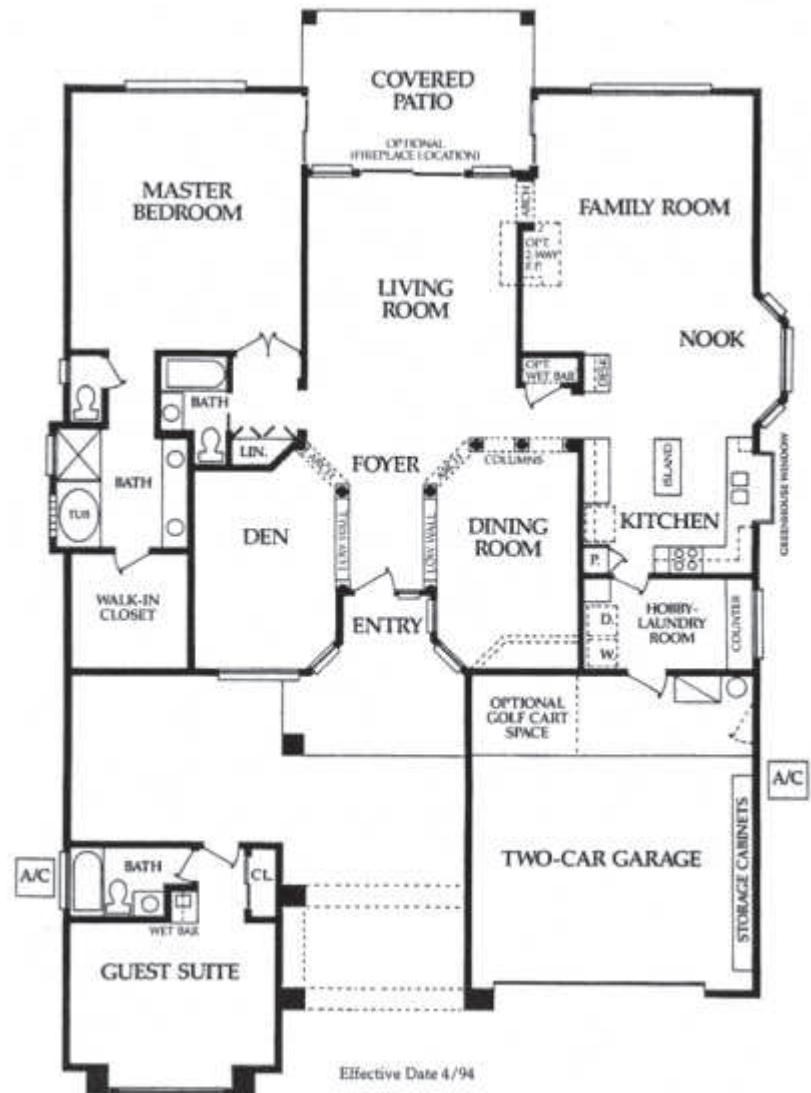 COVERED
PATIO
OPTIONAL
(FIREPLACE LOCATION)
MASTER
BEDROOM
ARCH
FAMILY ROOM
OPT.
2-WAY
F.P.
LIVING
ROOM
NOOK
OPT.
WET BAR
DESK
BATH
LIN.
ARCH
FOYER
COLUMNS
ISLAND
GREENHOUSE WINDOW
BATH
TUB
DEN
LOW WALL
LOW WALL
DINING
ROOM
KITCHEN
P.
WALK-IN
CLOSET
ENTRY
D.
W.
HOBBY-
LAUNDRY
ROOM
COUNTER
OPTIONAL
GOLF CART
SPACE
A/C
A/C
BATH
CL.
WET BAR
TWO-CAR GARAGE
STORAGE CABINETS
GUEST SUITE
Effective Date 4/94